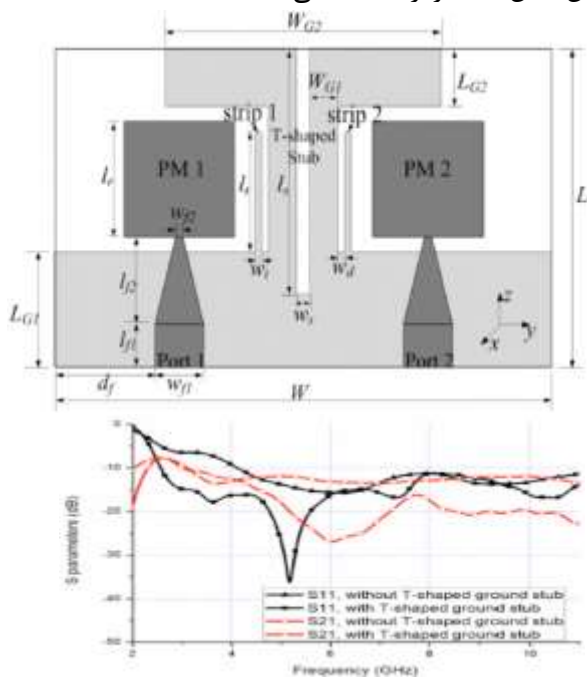 W_G2
W_G1
L_G2
strip 1
strip 2
T-shaped
Stub
PM 1
PM 2
L
w_f2
w_t
w_d
l_f2
L_G1
w_s
z
y
x
l_f1
Port 1
Port 2
d_f
w_f1
W
0
-10
-20
-30
-40
-50
S parameters (dB)
S11, without T-shaped ground stub
S11, with T-shaped ground stub
S21, without T-shaped ground stub
S21, with T-shaped ground stub
2
4
6
8
10
Frequency (GHz)